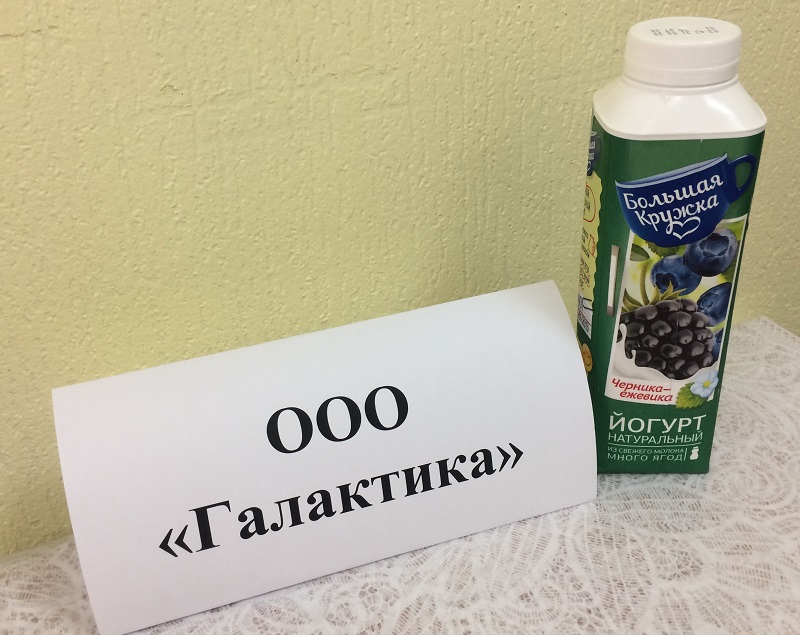 ООО
«Галактика»
Большая
Кружка
Черника–
ежевика
ЙОГУРТ
НАТУРАЛЬНЫЙ
ИЗ СВЕЖЕГО МОЛОКА
МНОГО ЯГОД